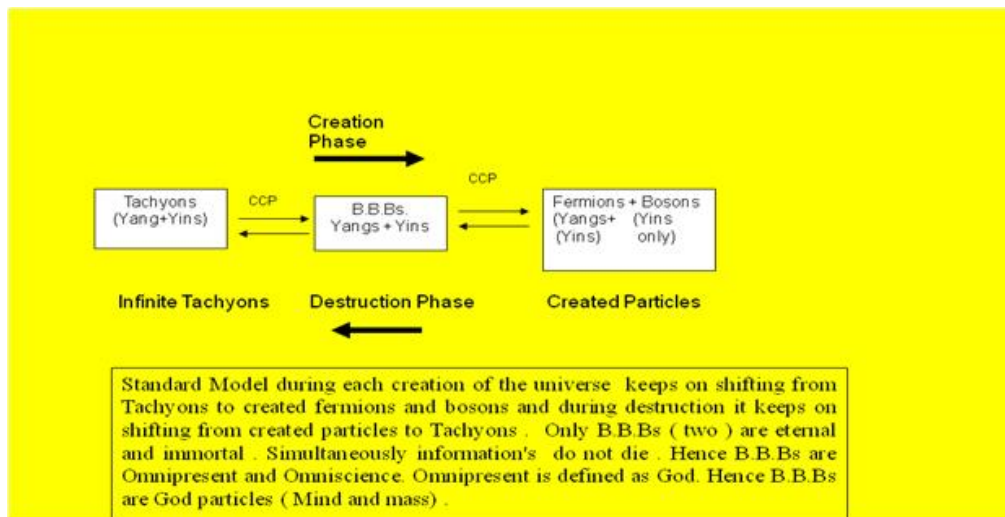 Creation
Phase
CCP
CCP
Tachyons
(Yang+Yins)
B.B.B s.
Yangs + Yins
Fermions + Bosons
(Yangs+ (Yins
(Yins) only)
Infinite Tachyons Destruction Phase Created Particles
Standard Model during each creation of the universe keeps on shifting from
Tachyons to created fermions and bosons and during destruction it keeps on
shifting from created particles to Tachyons . Only B.B.Bs ( two ) are eternal
and immortal . Simultaneously information's do not die . Hence B.B.Bs are
Omnipresent and Omniscience. Omnipresent is defined as God. Hence B.B.Bs
are God particles ( Mind and mass) .